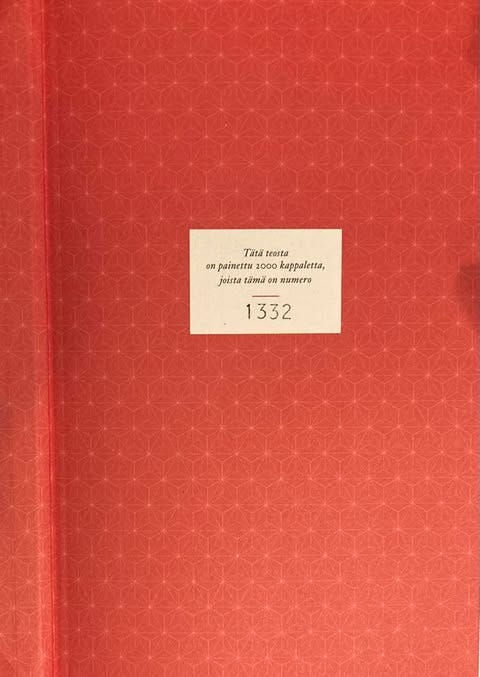 Tätä teosta
on painettu 2000 kappaletta,
joista tämä on numero
1332